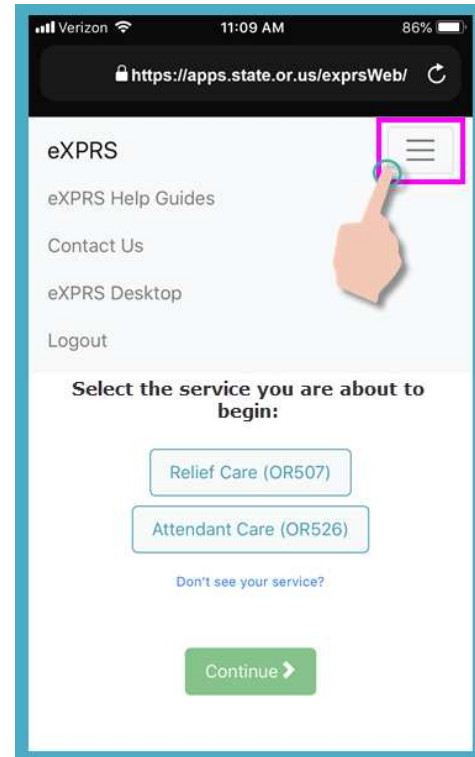 Verizon 11:09 AM 86%
https://apps.state.or.us/exprsWeb/
eXPRS
eXPRS Help Guides
Contact Us
eXPRS Desktop
Logout
Select the service you are about to
begin:
Relief Care (OR507)
Attendant Care (OR526)
Don't see your service?
Continue